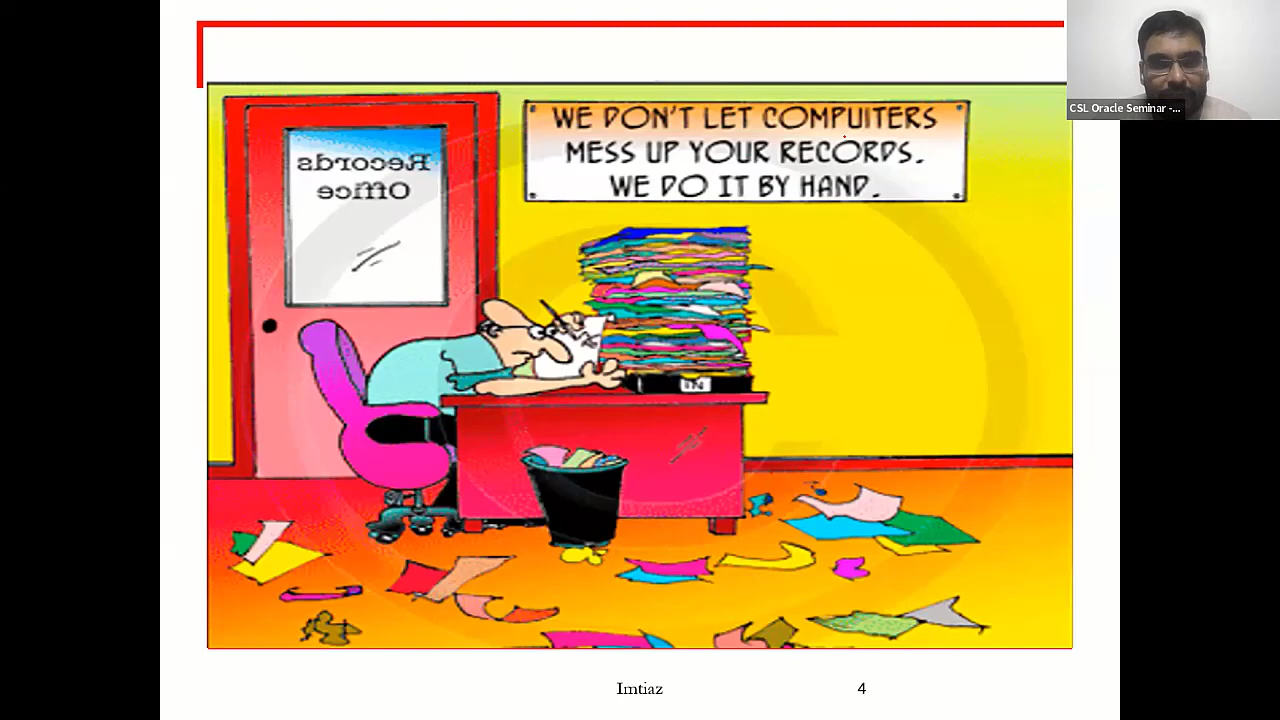 CSL Oracle Seminar -...
WE DON'T LET COMPUITERS
MESS UP YOUR RECORDS.
WE DO IT BY HAND.
Records
Office
IN
Imtiaz
4